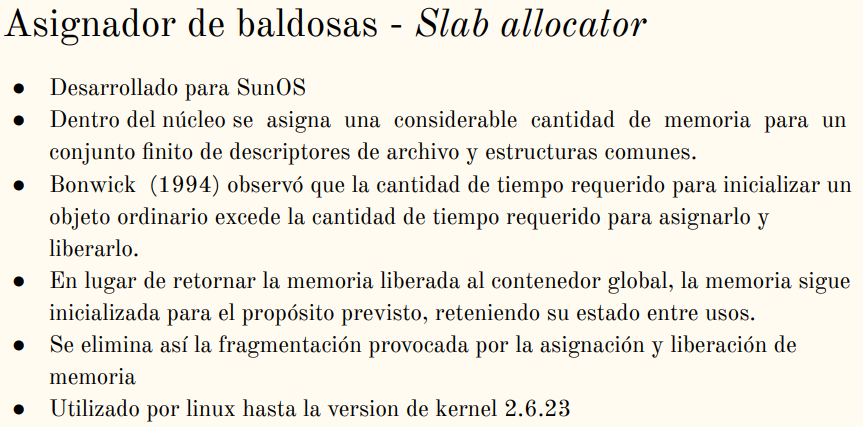 Asignador de baldosas - Slab allocator
● Desarrollado para SunOS
● Dentro del núcleo se asigna una considerable cantidad de memoria para un
conjunto finito de descriptores de archivo y estructuras comunes.
● Bonwick (1994) observó que la cantidad de tiempo requerido para inicializar un
objeto ordinario excede la cantidad de tiempo requerido para asignarlo y
liberarlo.
● En lugar de retornar la memoria liberada al contenedor global, la memoria sigue
inicializada para el propósito previsto, reteniendo su estado entre usos.
● Se elimina así la fragmentación provocada por la asignación y liberación de
memoria
● Utilizado por linux hasta la version de kernel 2.6.23